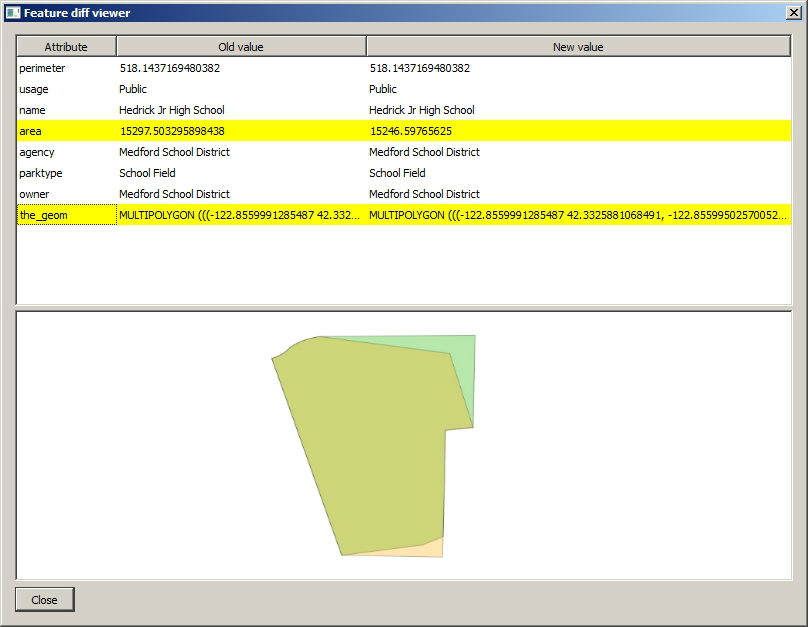 Feature diff viewer
Attribute Old value New value
perimeter 518.1437169480382 518.1437169480382
usage Public Public
name Hedrick Jr High School Hedrick Jr High School
area 15297.503295898438 15246.59765625
agency Medford School District Medford School District
parktype School Field School Field
owner Medford School District Medford School District
the_geom MULTIPOLYGON (((-122.8559991285487 42.332... MULTIPOLYGON (((-122.8559991285487 42.3325881068491, -122.85599502570052...
Close